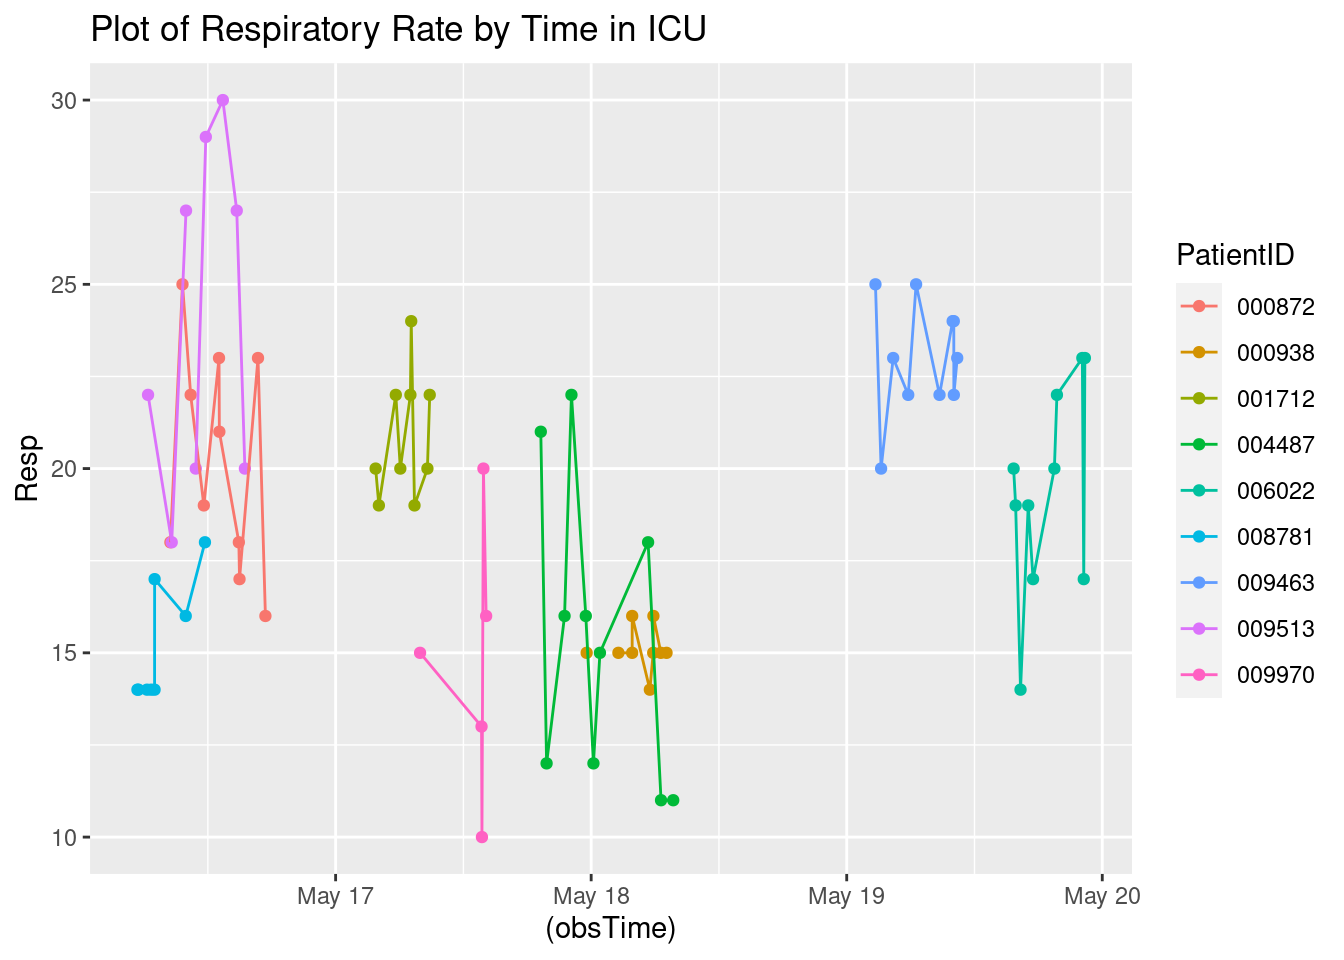 Plot of Respiratory Rate by Time in ICU
30
25
20
15
10
Resp
May 17
May 18
May 19
May 20
(obsTime)
PatientID
000872
000938
001712
004487
006022
008781
009463
009513
009970